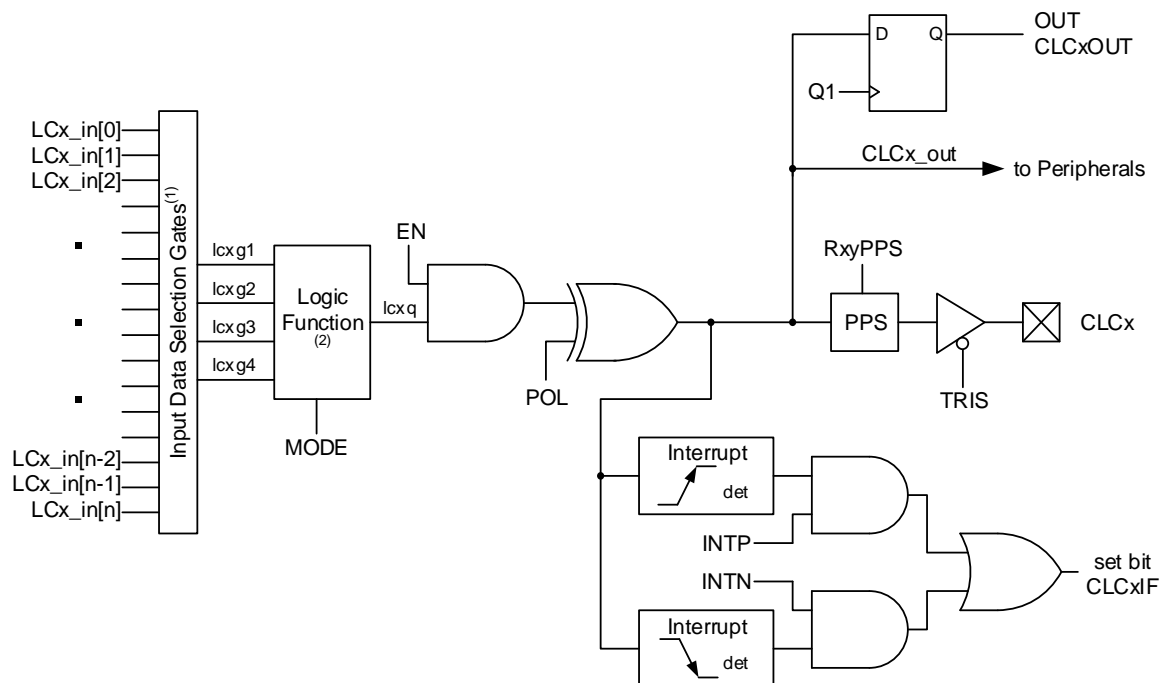 OUT
CLCxOUT
D
Q
Q1
LCx_in[0]
LCx_in[1]
LCx_in[2]
CLCx_out
to Peripherals
Input Data Selection Gates(1)
EN
RxyPPS
lcxg1
lcxg2
lcxg3
lcxg4
Logic
Function
(2)
lcxq
PPS
CLCx
POL
TRIS
MODE
LCx_in[n-2]
LCx_in[n-1]
LCx_in[n]
Interrupt
det
INTP
INTN
set bit
CLCxIF
Interrupt
det